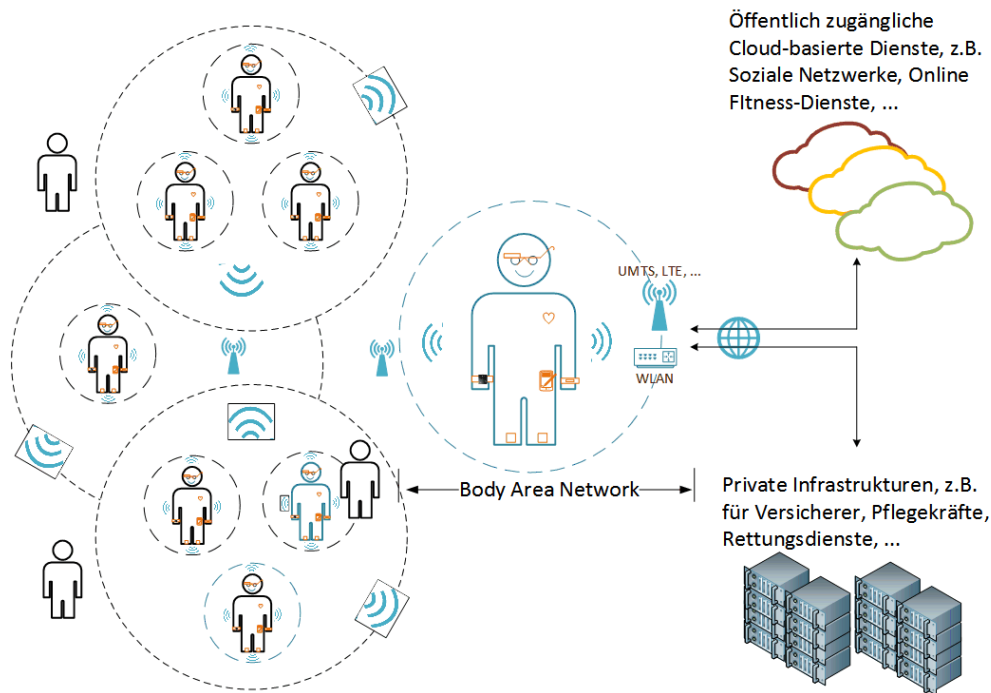 Öffentlich zugängliche
Cloud-basierte Dienste, z.B.
Soziale Netzwerke, Online
FItness-Dienste, ...
UMTS, LTE, ...
WLAN
Body Area Network
Private Infrastrukturen, z.B.
für Versicherer, Pflegekräfte,
Rettungsdienste, ...